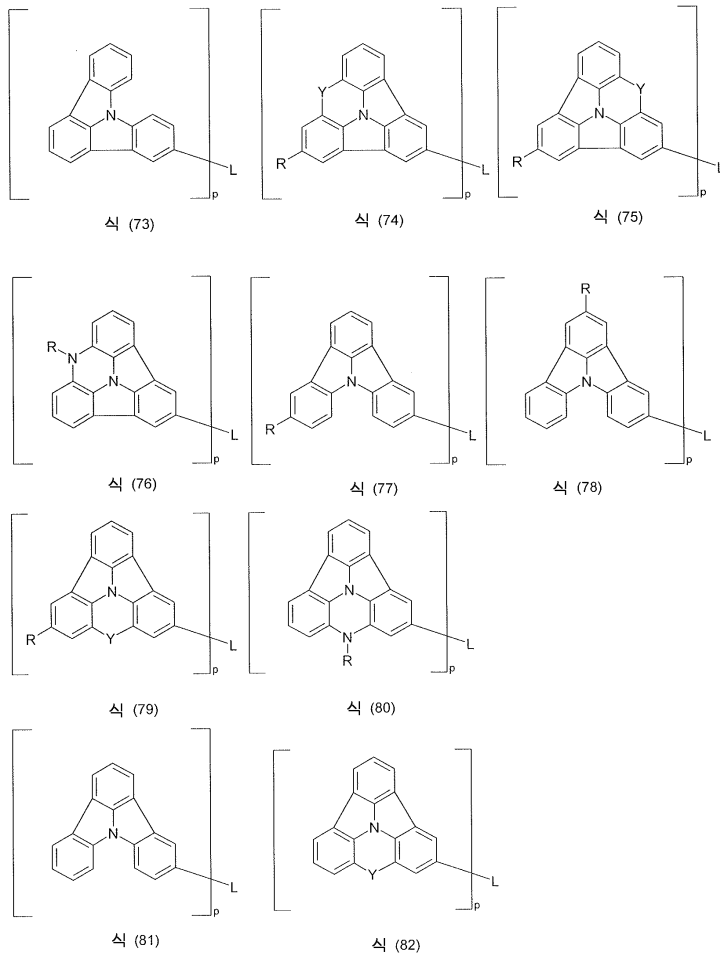 N
L
p
식 (73)
Y
N
R
L
p
식 (74)
Y
N
R
L
p
식 (75)
R
N
N
L
p
식 (76)
N
R
L
p
식 (77)
R
N
L
p
식 (78)
N
R
Y
L
p
식 (79)
N
N
R
L
p
식 (80)
N
L
p
식 (81)
N
Y
L
p
식 (82)